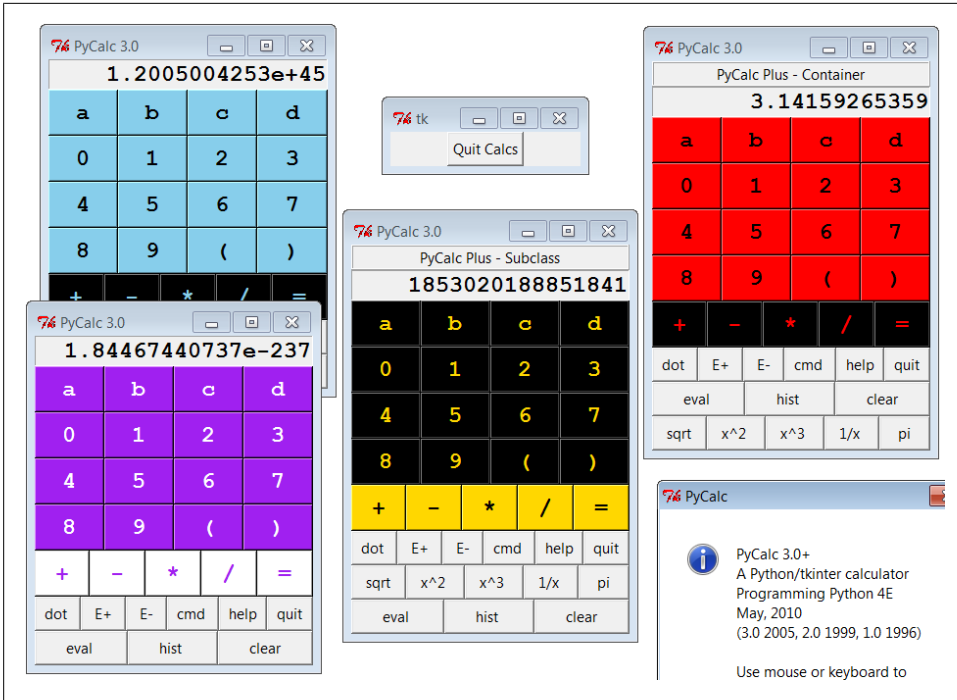 PyCalc 3.0
1.2005004253e+45
a b c d
0 1 2 3
4 5 6 7
8 9 ( )
+ - * / =
tk
Quit Calcs
PyCalc 3.0
PyCalc Plus - Container
3.14159265359
a b c d
0 1 2 3
4 5 6 7
8 9 ( )
+ - * / =
dot E+ E- cmd help quit
eval hist clear
sqrt x^2 x^3 1/x pi
PyCalc 3.0
1.84467440737e-237
a b c d
0 1 2 3
4 5 6 7
8 9 ( )
+ - * / =
dot E+ E- cmd help quit
eval hist clear
PyCalc 3.0
PyCalc Plus - Subclass
1853020188851841
a b c d
0 1 2 3
4 5 6 7
8 9 ( )
+ - * / =
dot E+ E- cmd help quit
sqrt x^2 x^3 1/x pi
eval hist clear
PyCalc
PyCalc 3.0+
A Python/tkinter calculator
Programming Python 4E
May, 2010
(3.0 2005, 2.0 1999, 1.0 1996)
Use mouse or keyboard to